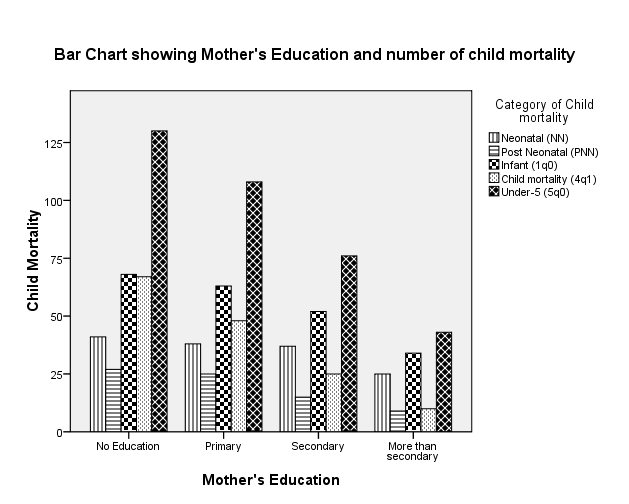 Bar Chart showing Mother's Education and number of child mortality
Category of Child
mortality
Neonatal (NN)
Post Neonatal (PNN)
Infant (1q0)
Child mortality (4q1)
Under-5 (5q0)
Child Mortality
125
100
75
50
25
0
No Education
Primary
Secondary
More than
secondary
Mother's Education